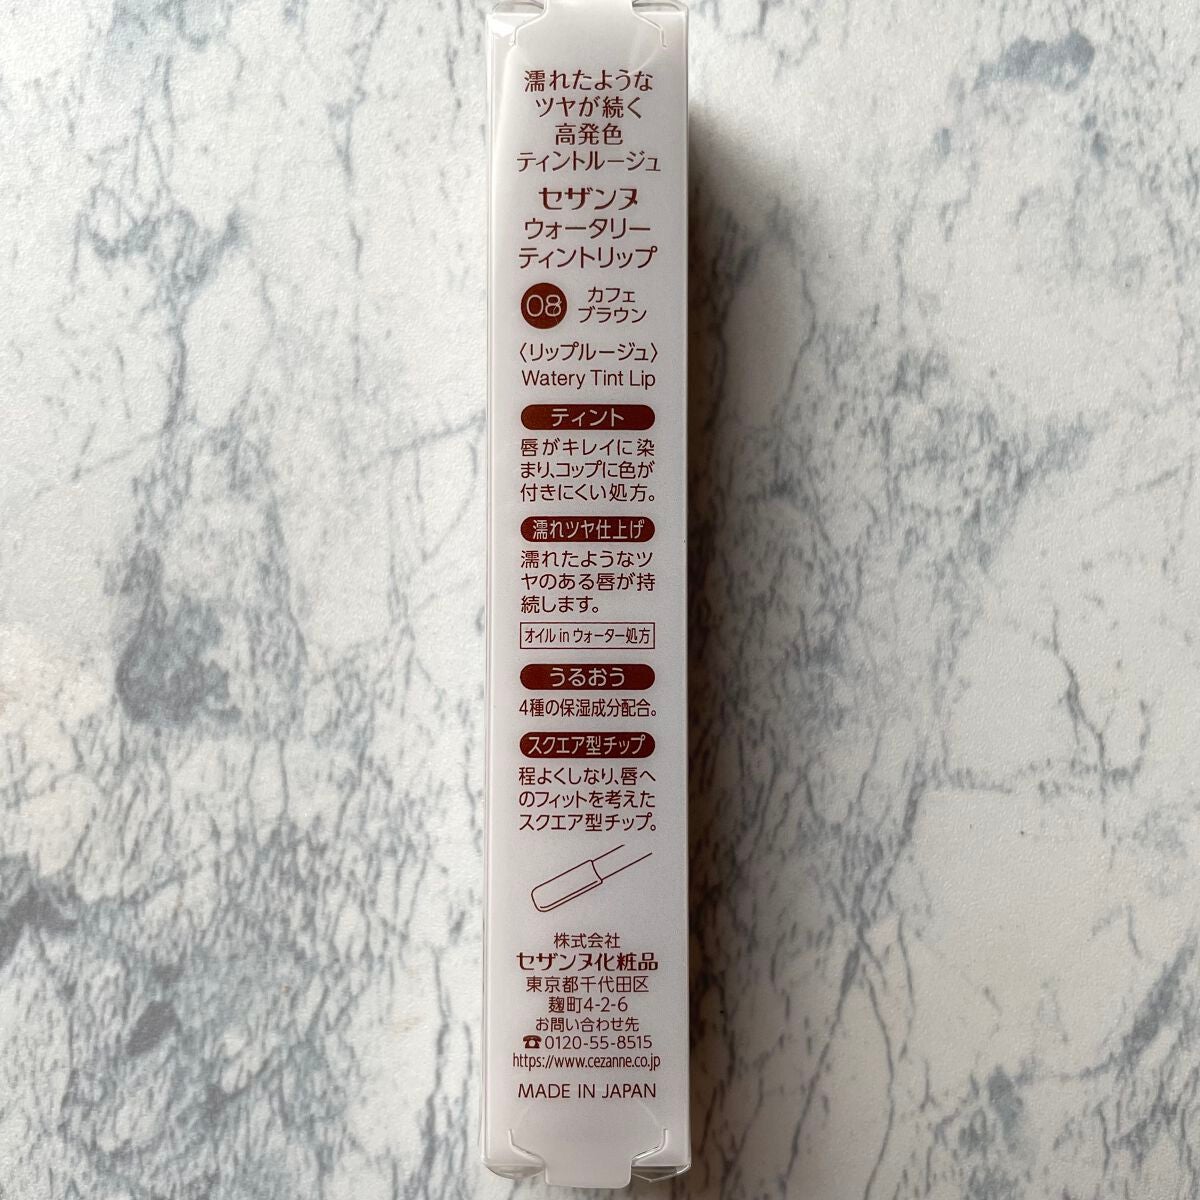 濡れたような
ツヤが続く
高発色
ティントルージュ
セザンヌ
ウォータリー
ティントリップ
08 カフェ
ブラウン
〈リップルージュ〉
Watery Tint Lip
ティント
唇がキレイに染
まり、コップに色が
付きにくい処方。
濡れツヤ仕上げ
濡れたようなツ
ヤのある唇が持
続します。
オイル in ウォーター処方
うるおう
4種の保湿成分配合。
スクエア型チップ
程よくしなり、唇へ
のフィットを考えた
スクエア型チップ。
株式会社
セザンヌ化粧品
東京都千代田区
麹町4-2-6
お問い合わせ先
☎0120-55-8515
https://www.cezanne.co.jp
MADE IN JAPAN